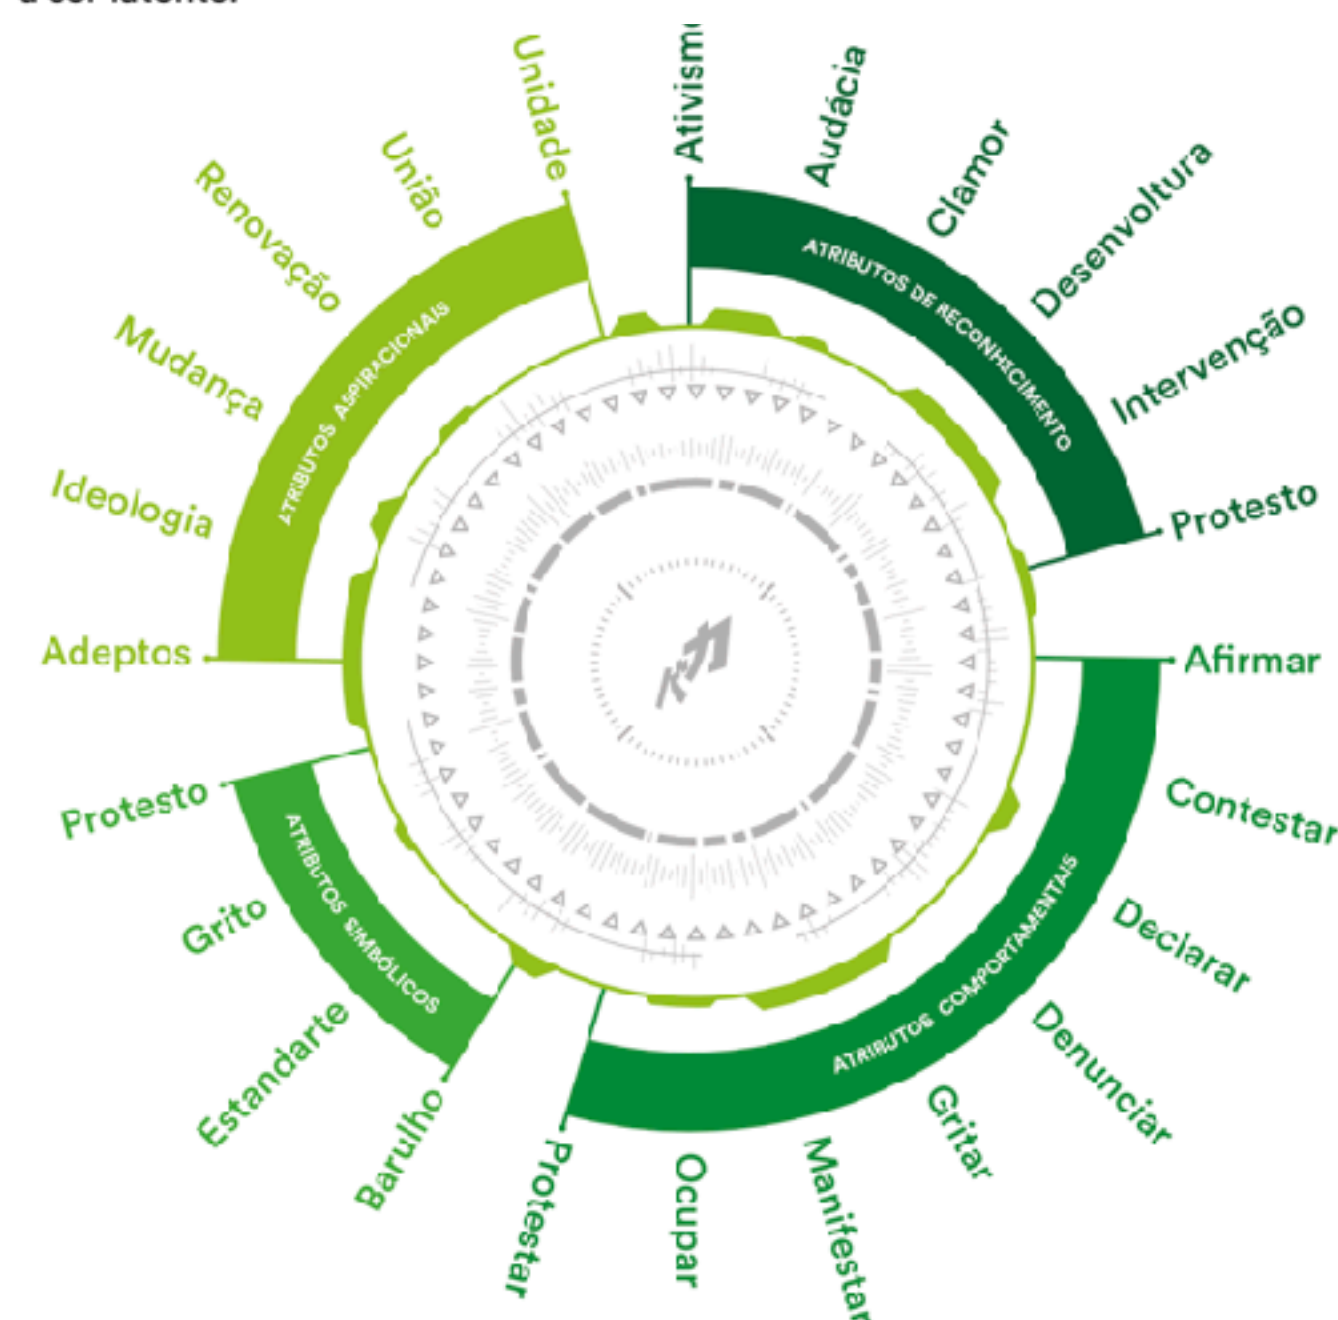 Ativismo
Audácia
Clamor
Desenvoltura
Intervenção
Protesto
ATRIBUTOS DE RECONHECIMENTO
Afirmar
Contestar
Declarar
Denunciar
Gritar
Manifestar
Ocupar
Protestar
ATRIBUTOS COMPORTAMENTAIS
Barulho
Estandarte
Grito
Protesto
ATRIBUTOS SIMBÓLICOS
Adeptos
Ideologia
Mudança
Renovação
União
Unidade
ATRIBUTOS ASPIRACIONAIS